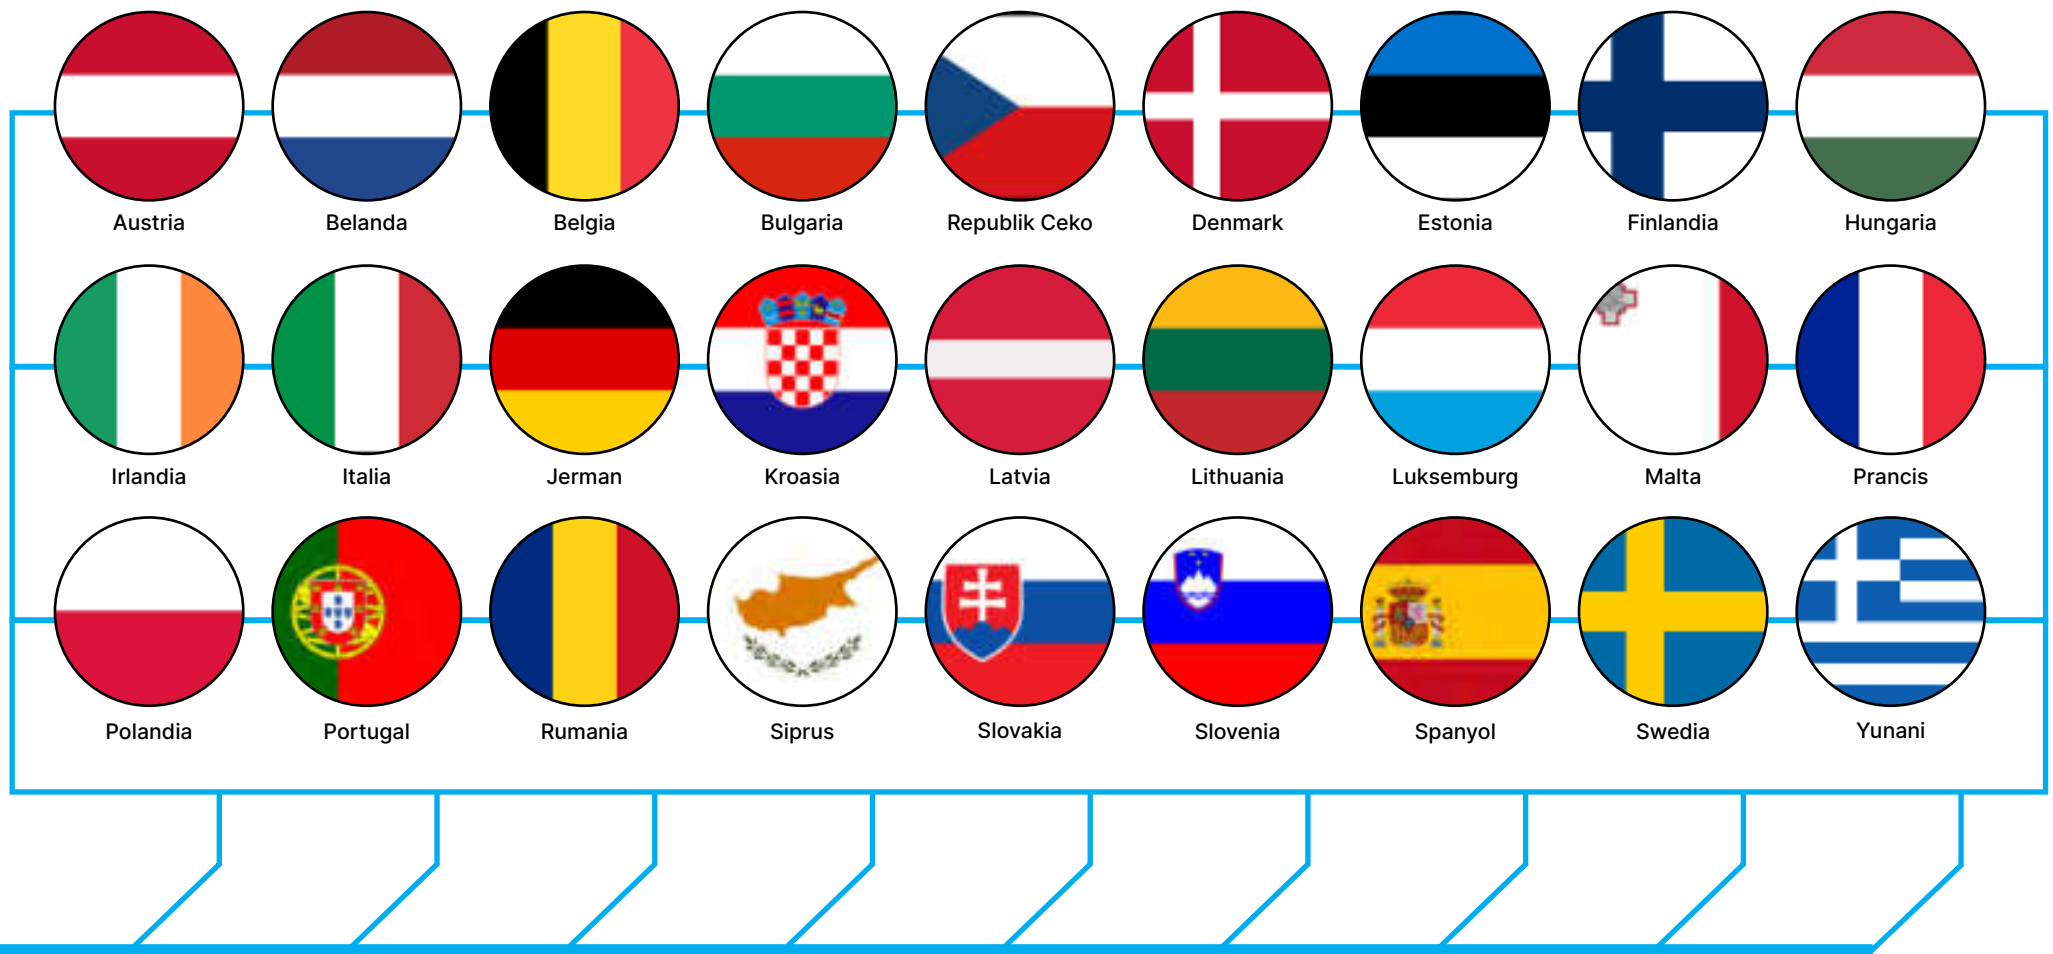 Austria
Belanda
Belgia
Bulgaria
Republik Ceko
Denmark
Estonia
Finlandia
Hungaria
Irlandia
Italia
Jerman
Kroasia
Latvia
Lithuania
Luksemburg
Malta
Prancis
Polandia
Portugal
Rumania
Siprus
Slovakia
Slovenia
Spanyol
Swedia
Yunani